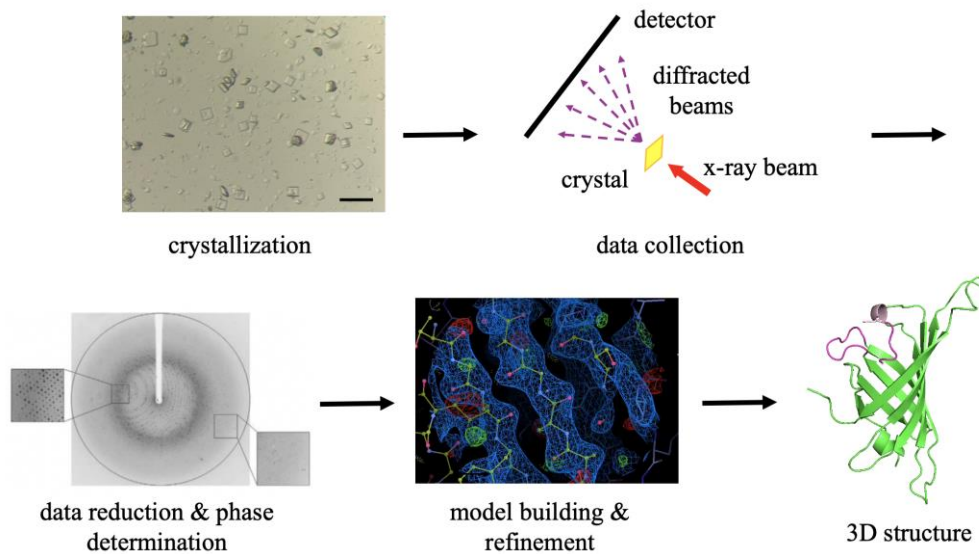 detector
diffracted
beams
crystal
x-ray beam
crystallization
data collection
data reduction & phase
determination
model building &
refinement
3D structure